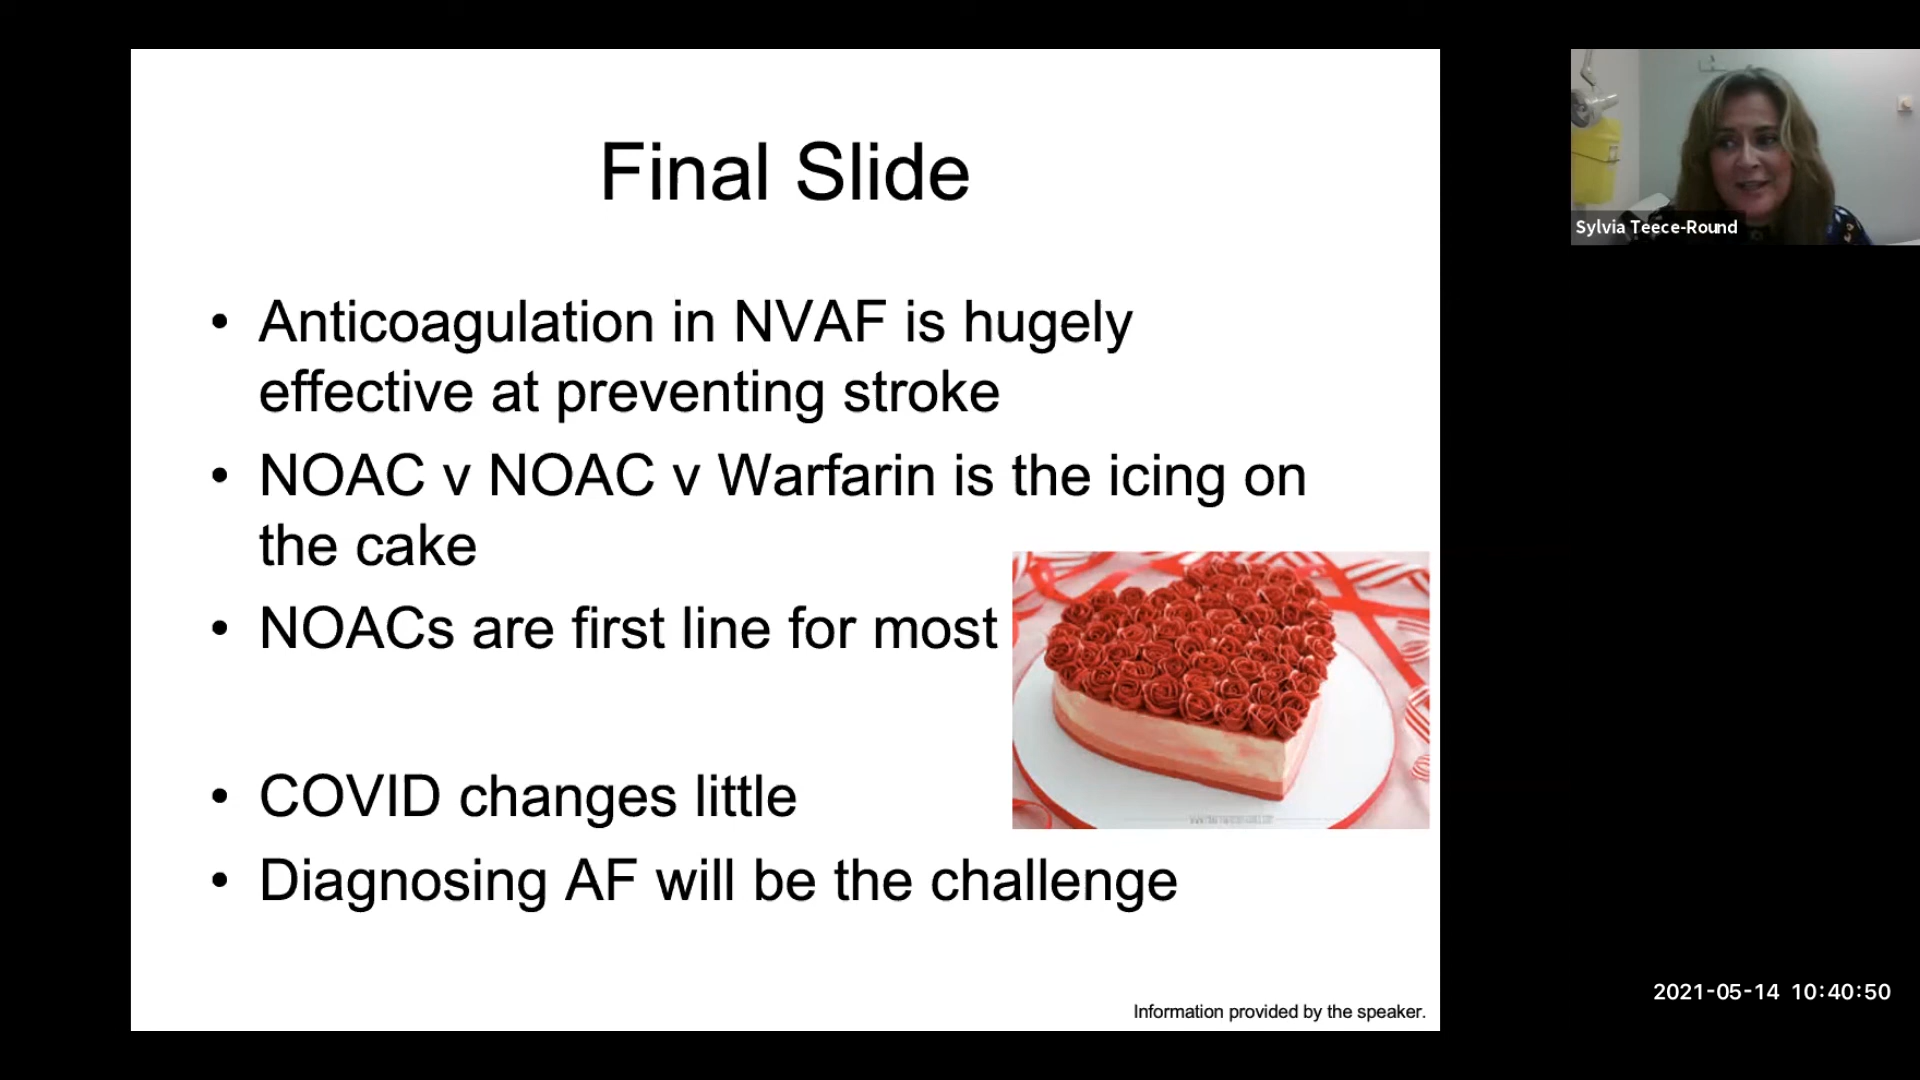 Final Slide
• Anticoagulation in NVAF is hugely
effective at preventing stroke
• NOAC v NOAC v Warfarin is the icing on
the cake
• NOACs are first line for most
• COVID changes little
• Diagnosing AF will be the challenge
Information provided by the speaker.
Sylvia Teece-Round
2021-05-14 10:40:50